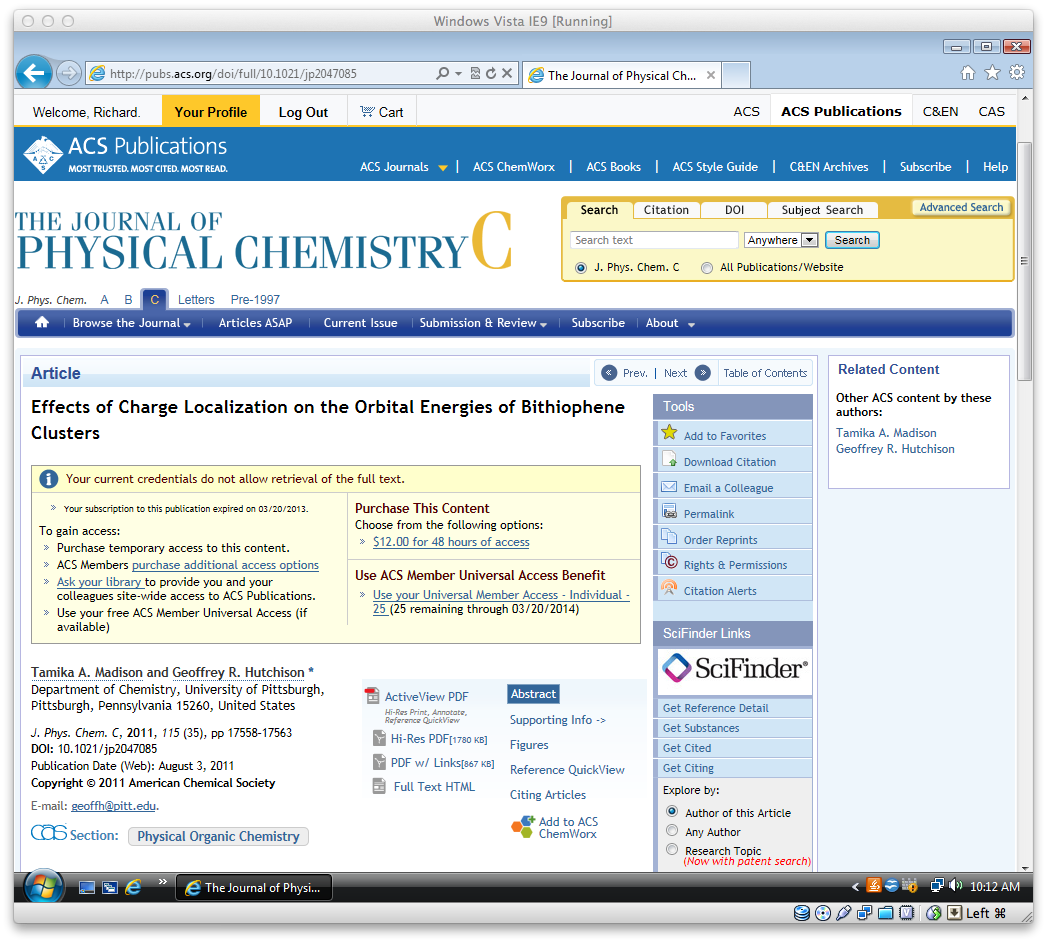 Windows Vista IE9 [Running]
http://pubs.acs.org/doi/full/10.1021/jp2047085
The Journal of Physical Ch...
Welcome, Richard.
Your Profile
Log Out
Cart
ACS
ACS Publications
C&EN
CAS
ACS Publications
MOST TRUSTED. MOST CITED. MOST READ.
ACS Journals
ACS ChemWorx
ACS Books
ACS Style Guide
C&EN Archives
Subscribe
Help
THE JOURNAL OF
PHYSICAL CHEMISTRY C
Search
Citation
DOI
Subject Search
Advanced Search
Search text
Anywhere
Search
J. Phys. Chem. C
All Publications/Website
J. Phys. Chem. A B C Letters Pre-1997
Browse the Journal
Articles ASAP
Current Issue
Submission & Review
Subscribe
About
Article
Prev. | Next
Table of Contents
Effects of Charge Localization on the Orbital Energies of Bithiophene
Clusters
Your current credentials do not allow retrieval of the full text.
» Your subscription to this publication expired on 03/20/2013.
To gain access:
» Purchase temporary access to this content.
» ACS Members purchase additional access options
» Ask your library to provide you and your
colleagues site-wide access to ACS Publications.
» Use your free ACS Member Universal Access (if
available)
Purchase This Content
Choose from the following options:
» $12.00 for 48 hours of access
Use ACS Member Universal Access Benefit
» Use your Universal Member Access - Individual -
25 (25 remaining through 03/20/2014)
Tamika A. Madison and Geoffrey R. Hutchison *
Department of Chemistry, University of Pittsburgh,
Pittsburgh, Pennsylvania 15260, United States
J. Phys. Chem. C, 2011, 115 (35), pp 17558-17563
DOI: 10.1021/jp2047085
Publication Date (Web): August 3, 2011
Copyright © 2011 American Chemical Society
E-mail: geoffh@pitt.edu.
CAS Section: Physical Organic Chemistry
ActiveView PDF
Hi-Res Print, Annotate,
Reference QuickView
Hi-Res PDF[1780 KB]
PDF w/ Links[867 KB]
Full Text HTML
Abstract
Supporting Info ->
Figures
Reference QuickView
Citing Articles
Add to ACS
ChemWorx
Tools
Add to Favorites
Download Citation
Email a Colleague
Permalink
Order Reprints
Rights & Permissions
Citation Alerts
SciFinder Links
SciFinder®
Get Reference Detail
Get Substances
Get Cited
Get Citing
Explore by:
Author of this Article
Any Author
Research Topic
(Now with patent search)
Related Content
Other ACS content by these
authors:
Tamika A. Madison
Geoffrey R. Hutchison
The Journal of Physi...
10:12 AM
Left ⌘